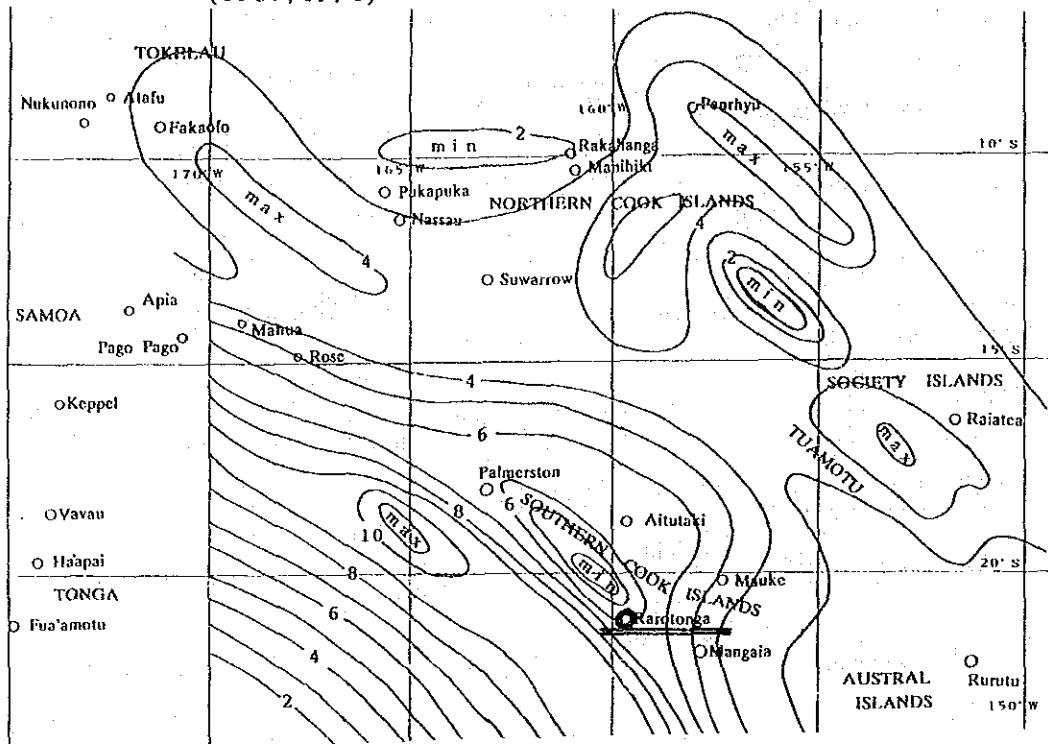 TOKELAU
Nukunono
Atafu
Fakaofo
160° W
Penrhyn
2
min
Rakahanga
10° S
Manihiki
max
155° W
170° W
165° W
Pukapuka
max
NORTHERN COOK ISLANDS
Nassau
4
4
2
Suwarrow
min
Apia
SAMOA
Manua
Pago Pago
Rose
15° S
4
SOCIETY ISLANDS
Keppel
Raiatea
6
TUAMOTU
max
Palmerston
8
6
SOUTHERN COOK ISLANDS
Vavau
max
Aitutaki
10
Ha'apai
8
min
20° S
TONGA
Mauke
6
Rarotonga
Fua'amotu
Mangaia
4
AUSTRAL
ISLANDS
Rurutu
2
150° W